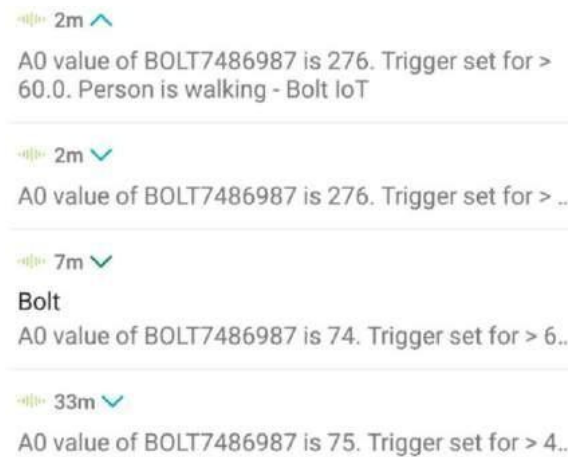 2m
A0 value of BOLT7486987 is 276. Trigger set for >
60.0. Person is walking - Bolt IoT
2m
A0 value of BOLT7486987 is 276. Trigger set for > ..
7m
Bolt
A0 value of BOLT7486987 is 74. Trigger set for > 6..
33m
A0 value of BOLT7486987 is 75. Trigger set for > 4..